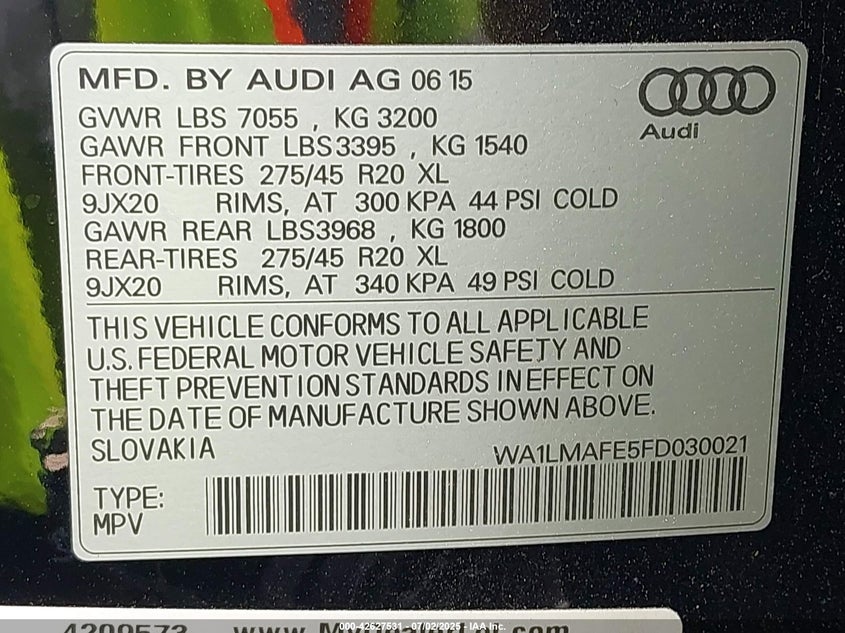 MFD. BY AUDI AG 06 15
Audi
GVWR LBS 7055 , KG 3200
GAWR FRONT LBS3395 , KG 1540
FRONT-TIRES 275/45 R20 XL
9JX20 RIMS, AT 300 KPA 44 PSI COLD
GAWR REAR LBS3968 , KG 1800
REAR-TIRES 275/45 R20 XL
9JX20 RIMS, AT 340 KPA 49 PSI COLD
THIS VEHICLE CONFORMS TO ALL APPLICABLE
U.S. FEDERAL MOTOR VEHICLE SAFETY AND
THEFT PREVENTION STANDARDS IN EFFECT ON
THE DATE OF MANUFACTURE SHOWN ABOVE.
SLOVAKIA
WA1LMAFE5FD030021
TYPE:
MPV
000-42627531 - 07/02/2025 - IAA Inc.